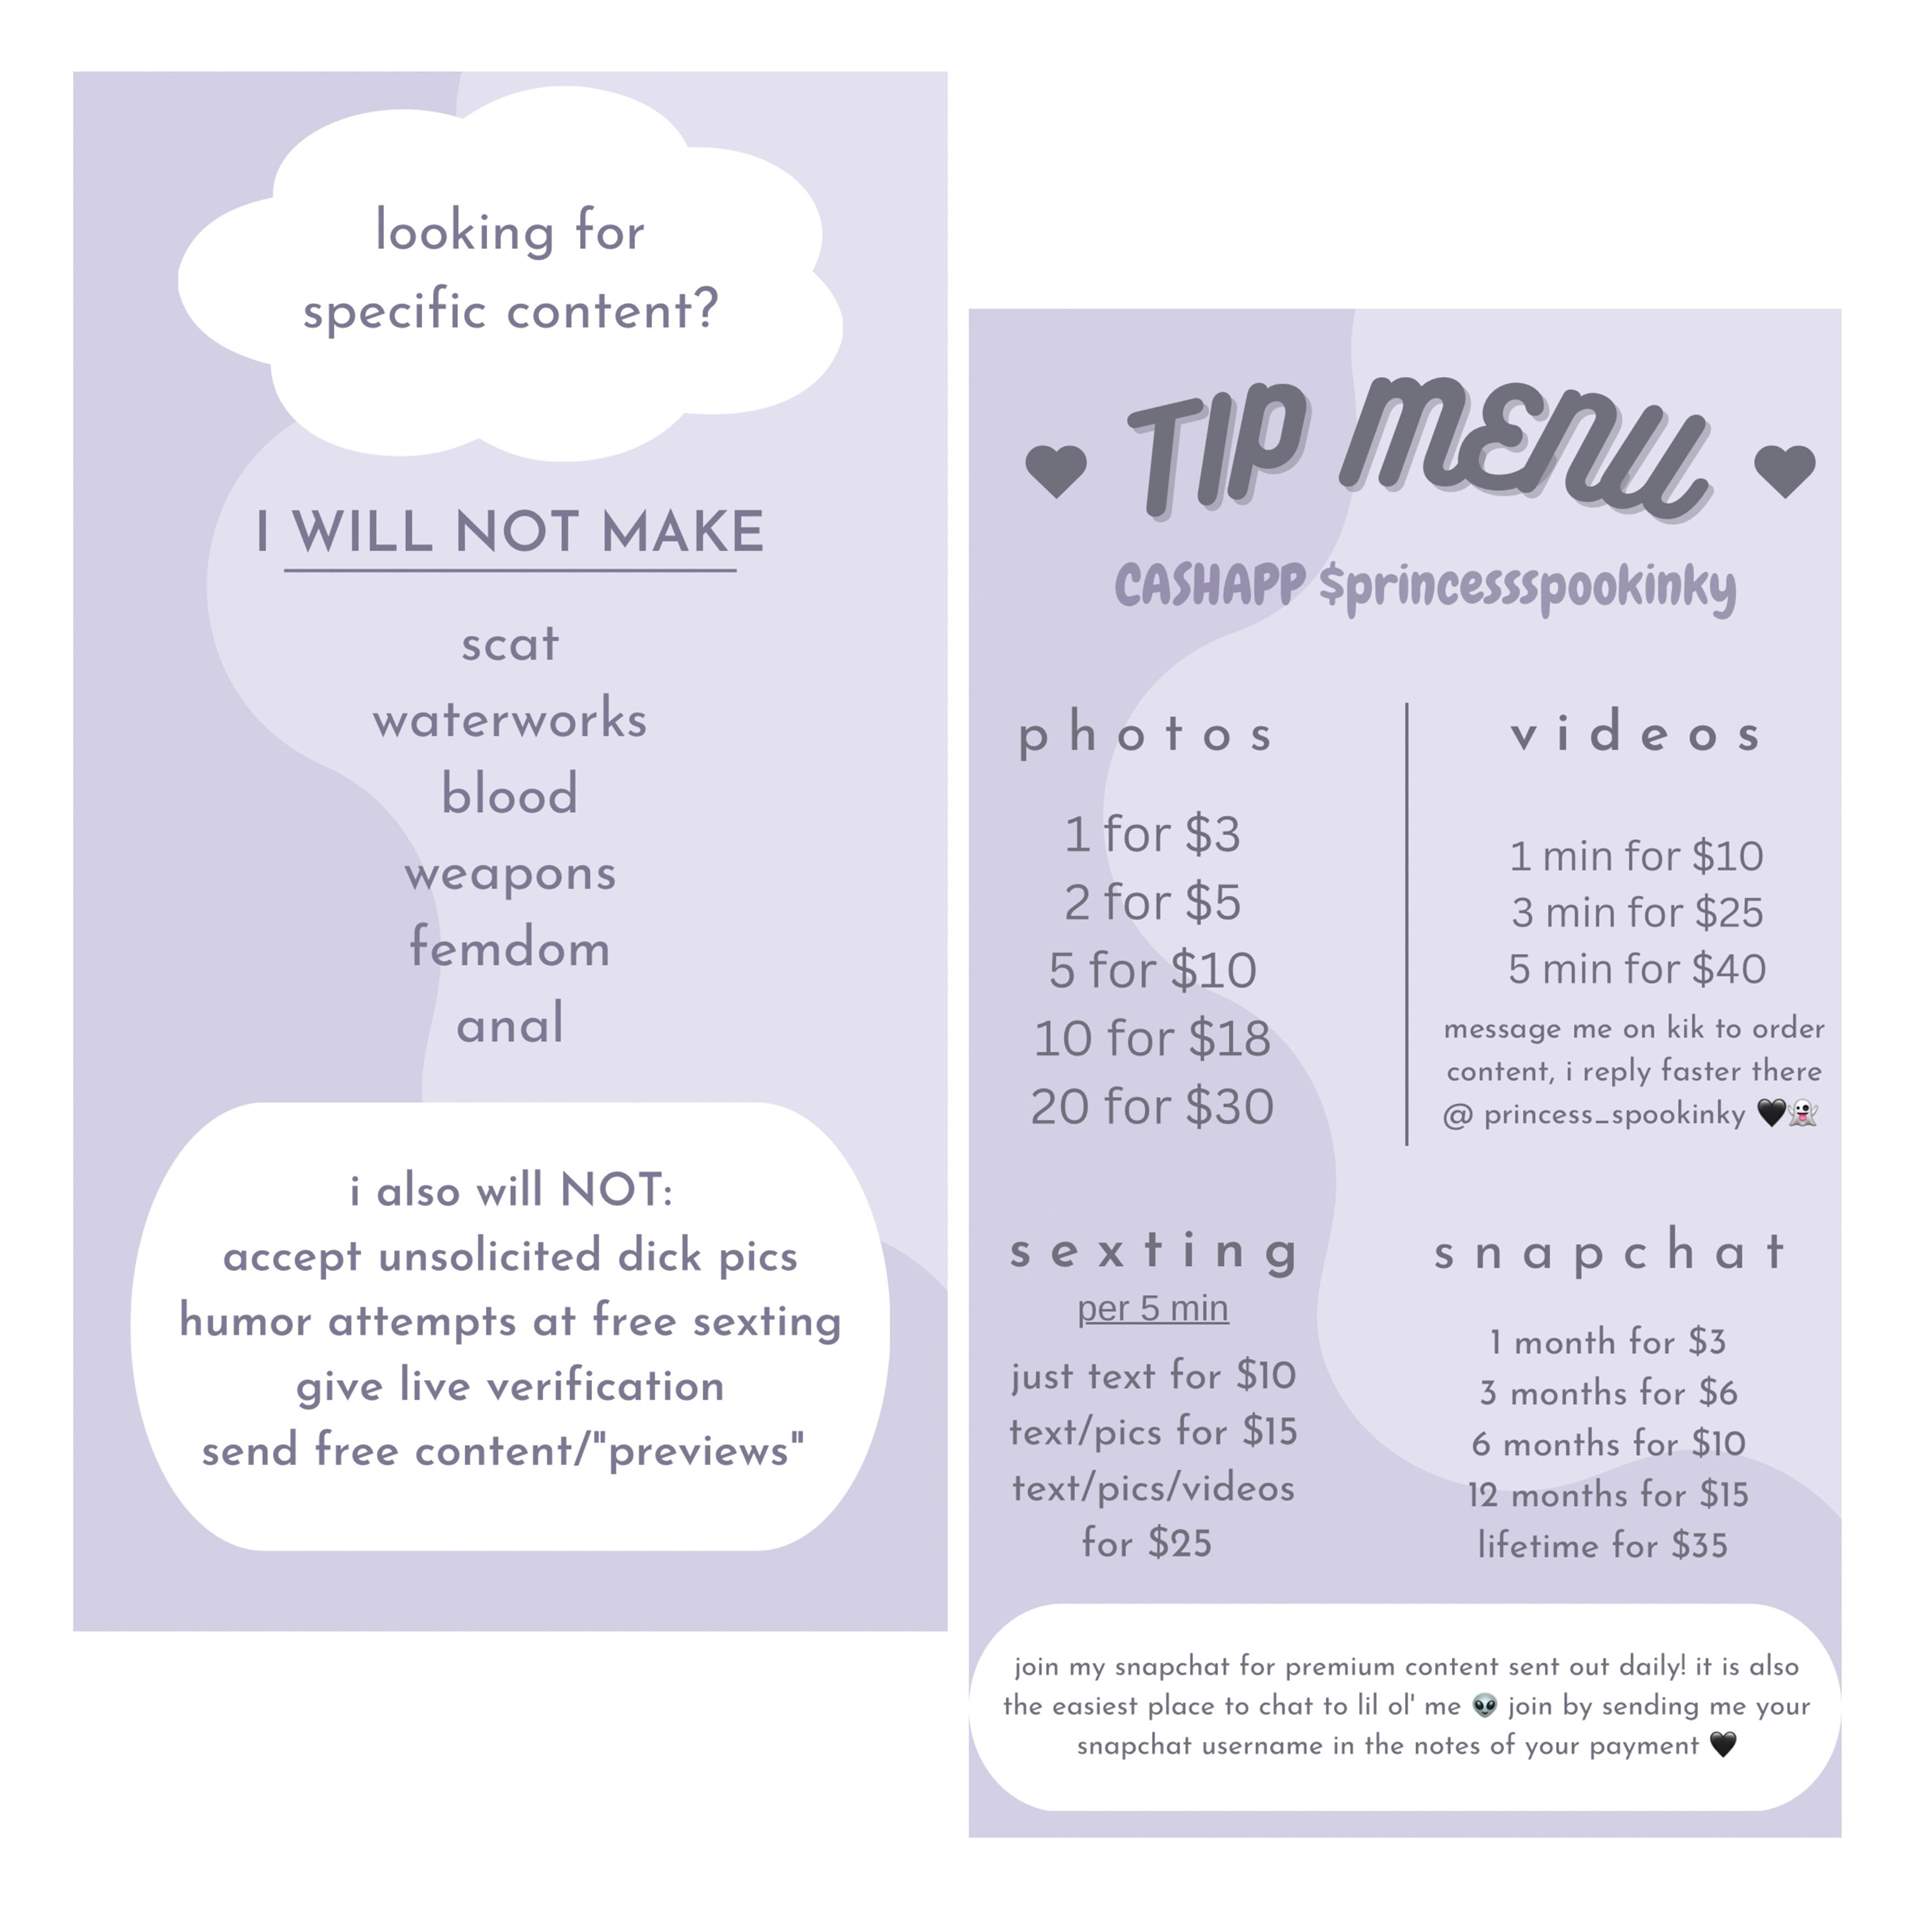 looking for
specific content?
I WILL NOT MAKE
scat
waterworks
blood
weapons
femdom
anal
i also will NOT:
accept unsolicited dick pics
humor attempts at free sexting
give live verification
send free content/"previews"
TIP MENU
CASHAPP $princessspookinky
photos
1 for $3
2 for $5
5 for $10
10 for $18
20 for $30
videos
1 min for $10
3 min for $25
5 min for $40
message me on kik to order
content, i reply faster there
@ princess_spookinky 🖤👻
sexting
per 5 min
just text for $10
text/pics for $15
text/pics/videos
for $25
snapchat
1 month for $3
3 months for $6
6 months for $10
12 months for $15
lifetime for $35
join my snapchat for premium content sent out daily! it is also
the easiest place to chat to lil ol' me 👽 join by sending me your
snapchat username in the notes of your payment 🖤